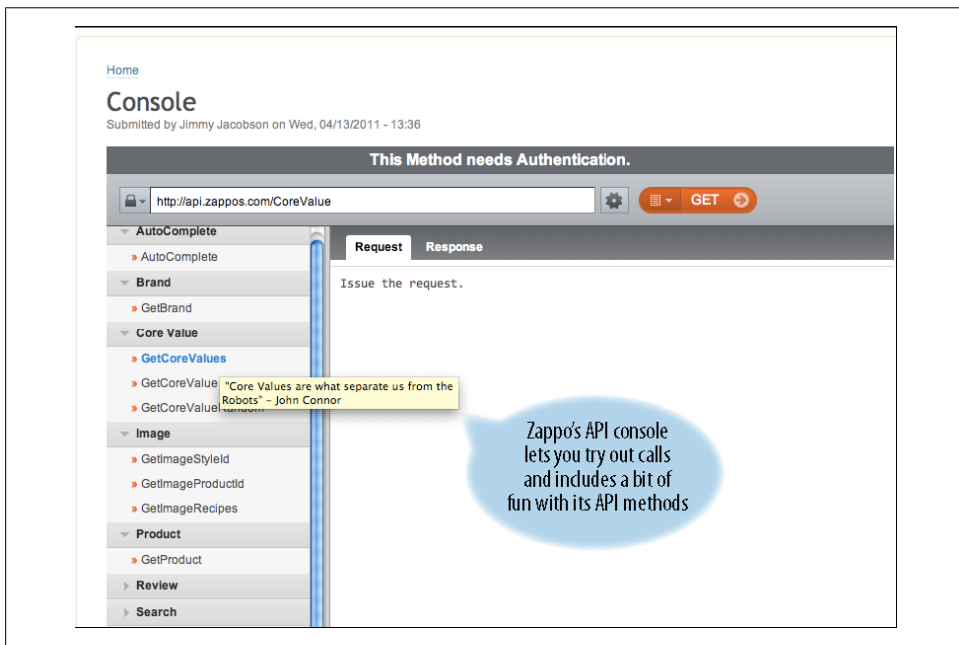 Home
Console
Submitted by Jimmy Jacobson on Wed, 04/13/2011 - 13:36
This Method needs Authentication.
http://api.zappos.com/CoreValue
GET
AutoComplete
» AutoComplete
Brand
» GetBrand
Core Value
» GetCoreValues
» GetCoreValue
» GetCoreValueRandom
Image
» GetImageStyleId
» GetImageProductId
» GetImageRecipes
Product
» GetProduct
Review
Search
Request Response
Issue the request.
"Core Values are what separate us from the
Robots" – John Connor
Zappo's API console
lets you try out calls
and includes a bit of
fun with its API methods